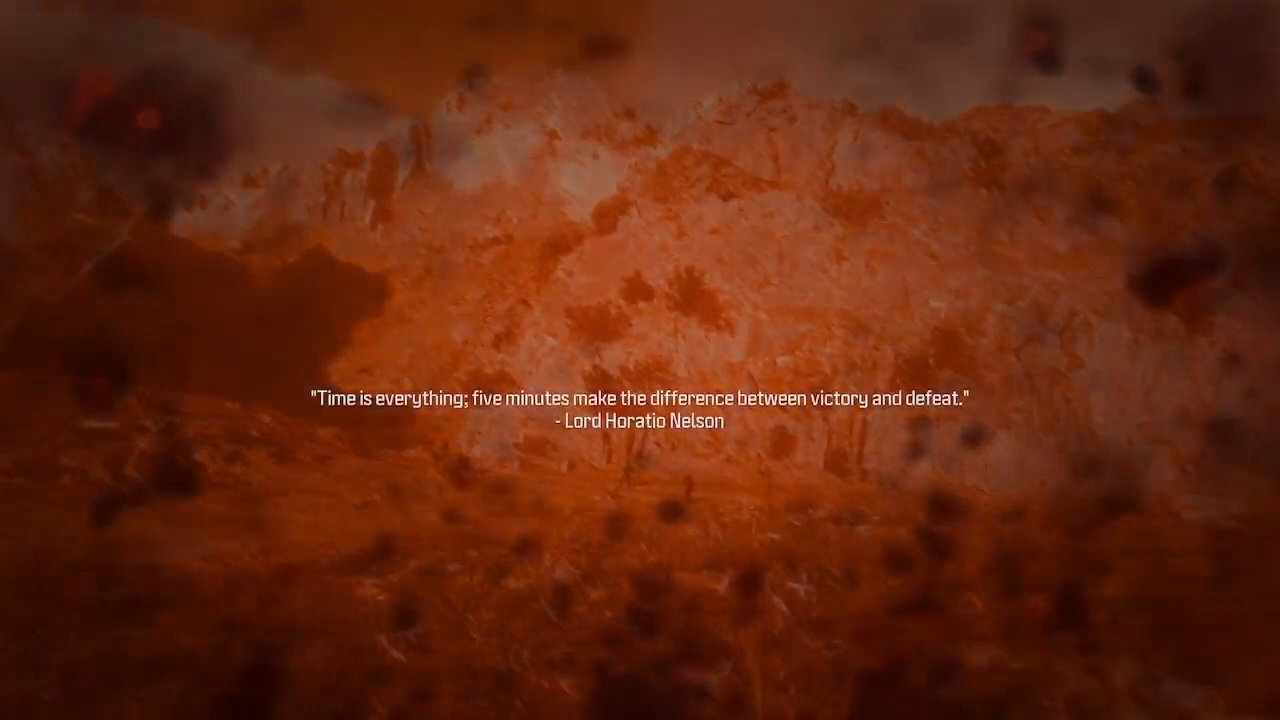 "Time is everything; five minutes make the difference between victory and defeat."
- Lord Horatio Nelson